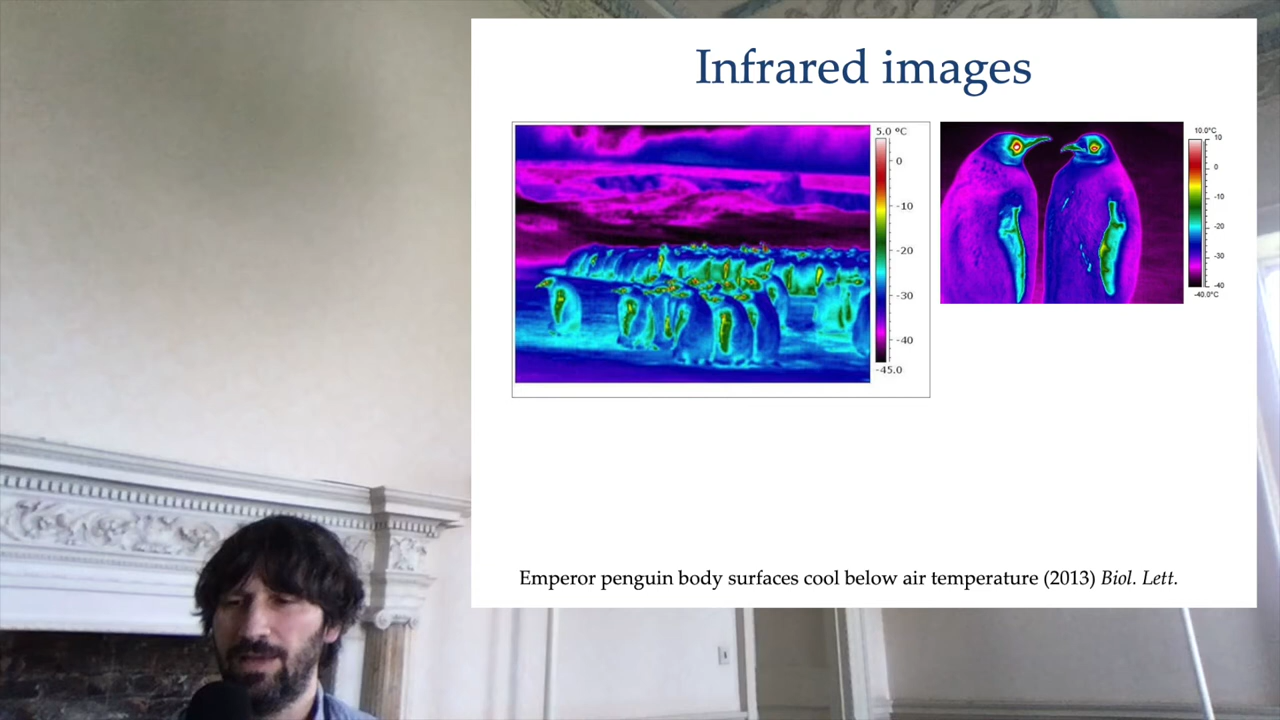 Infrared images
5.0 ºC
0
-10
-20
-30
-40
-45.0
10.0°C
10
0
-10
-20
-30
-40
-40.0°C
Emperor penguin body surfaces cool below air temperature (2013) Biol. Lett.